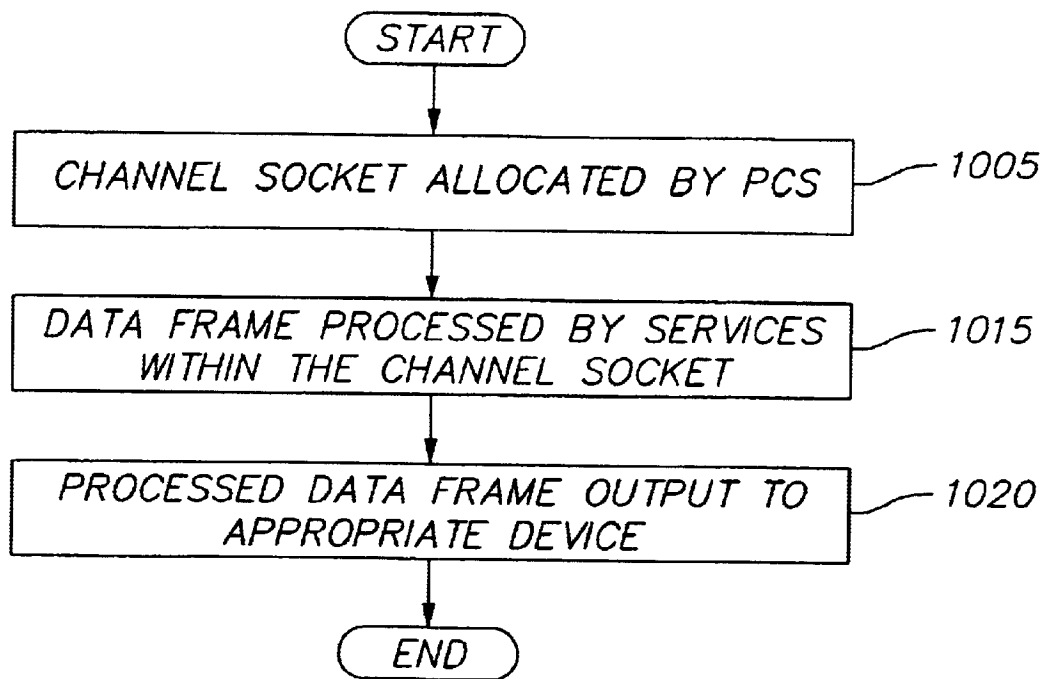 START
CHANNEL SOCKET ALLOCATED BY PCS
1005
DATA FRAME PROCESSED BY SERVICES
WITHIN THE CHANNEL SOCKET
1015
PROCESSED DATA FRAME OUTPUT TO
APPROPRIATE DEVICE
1020
END